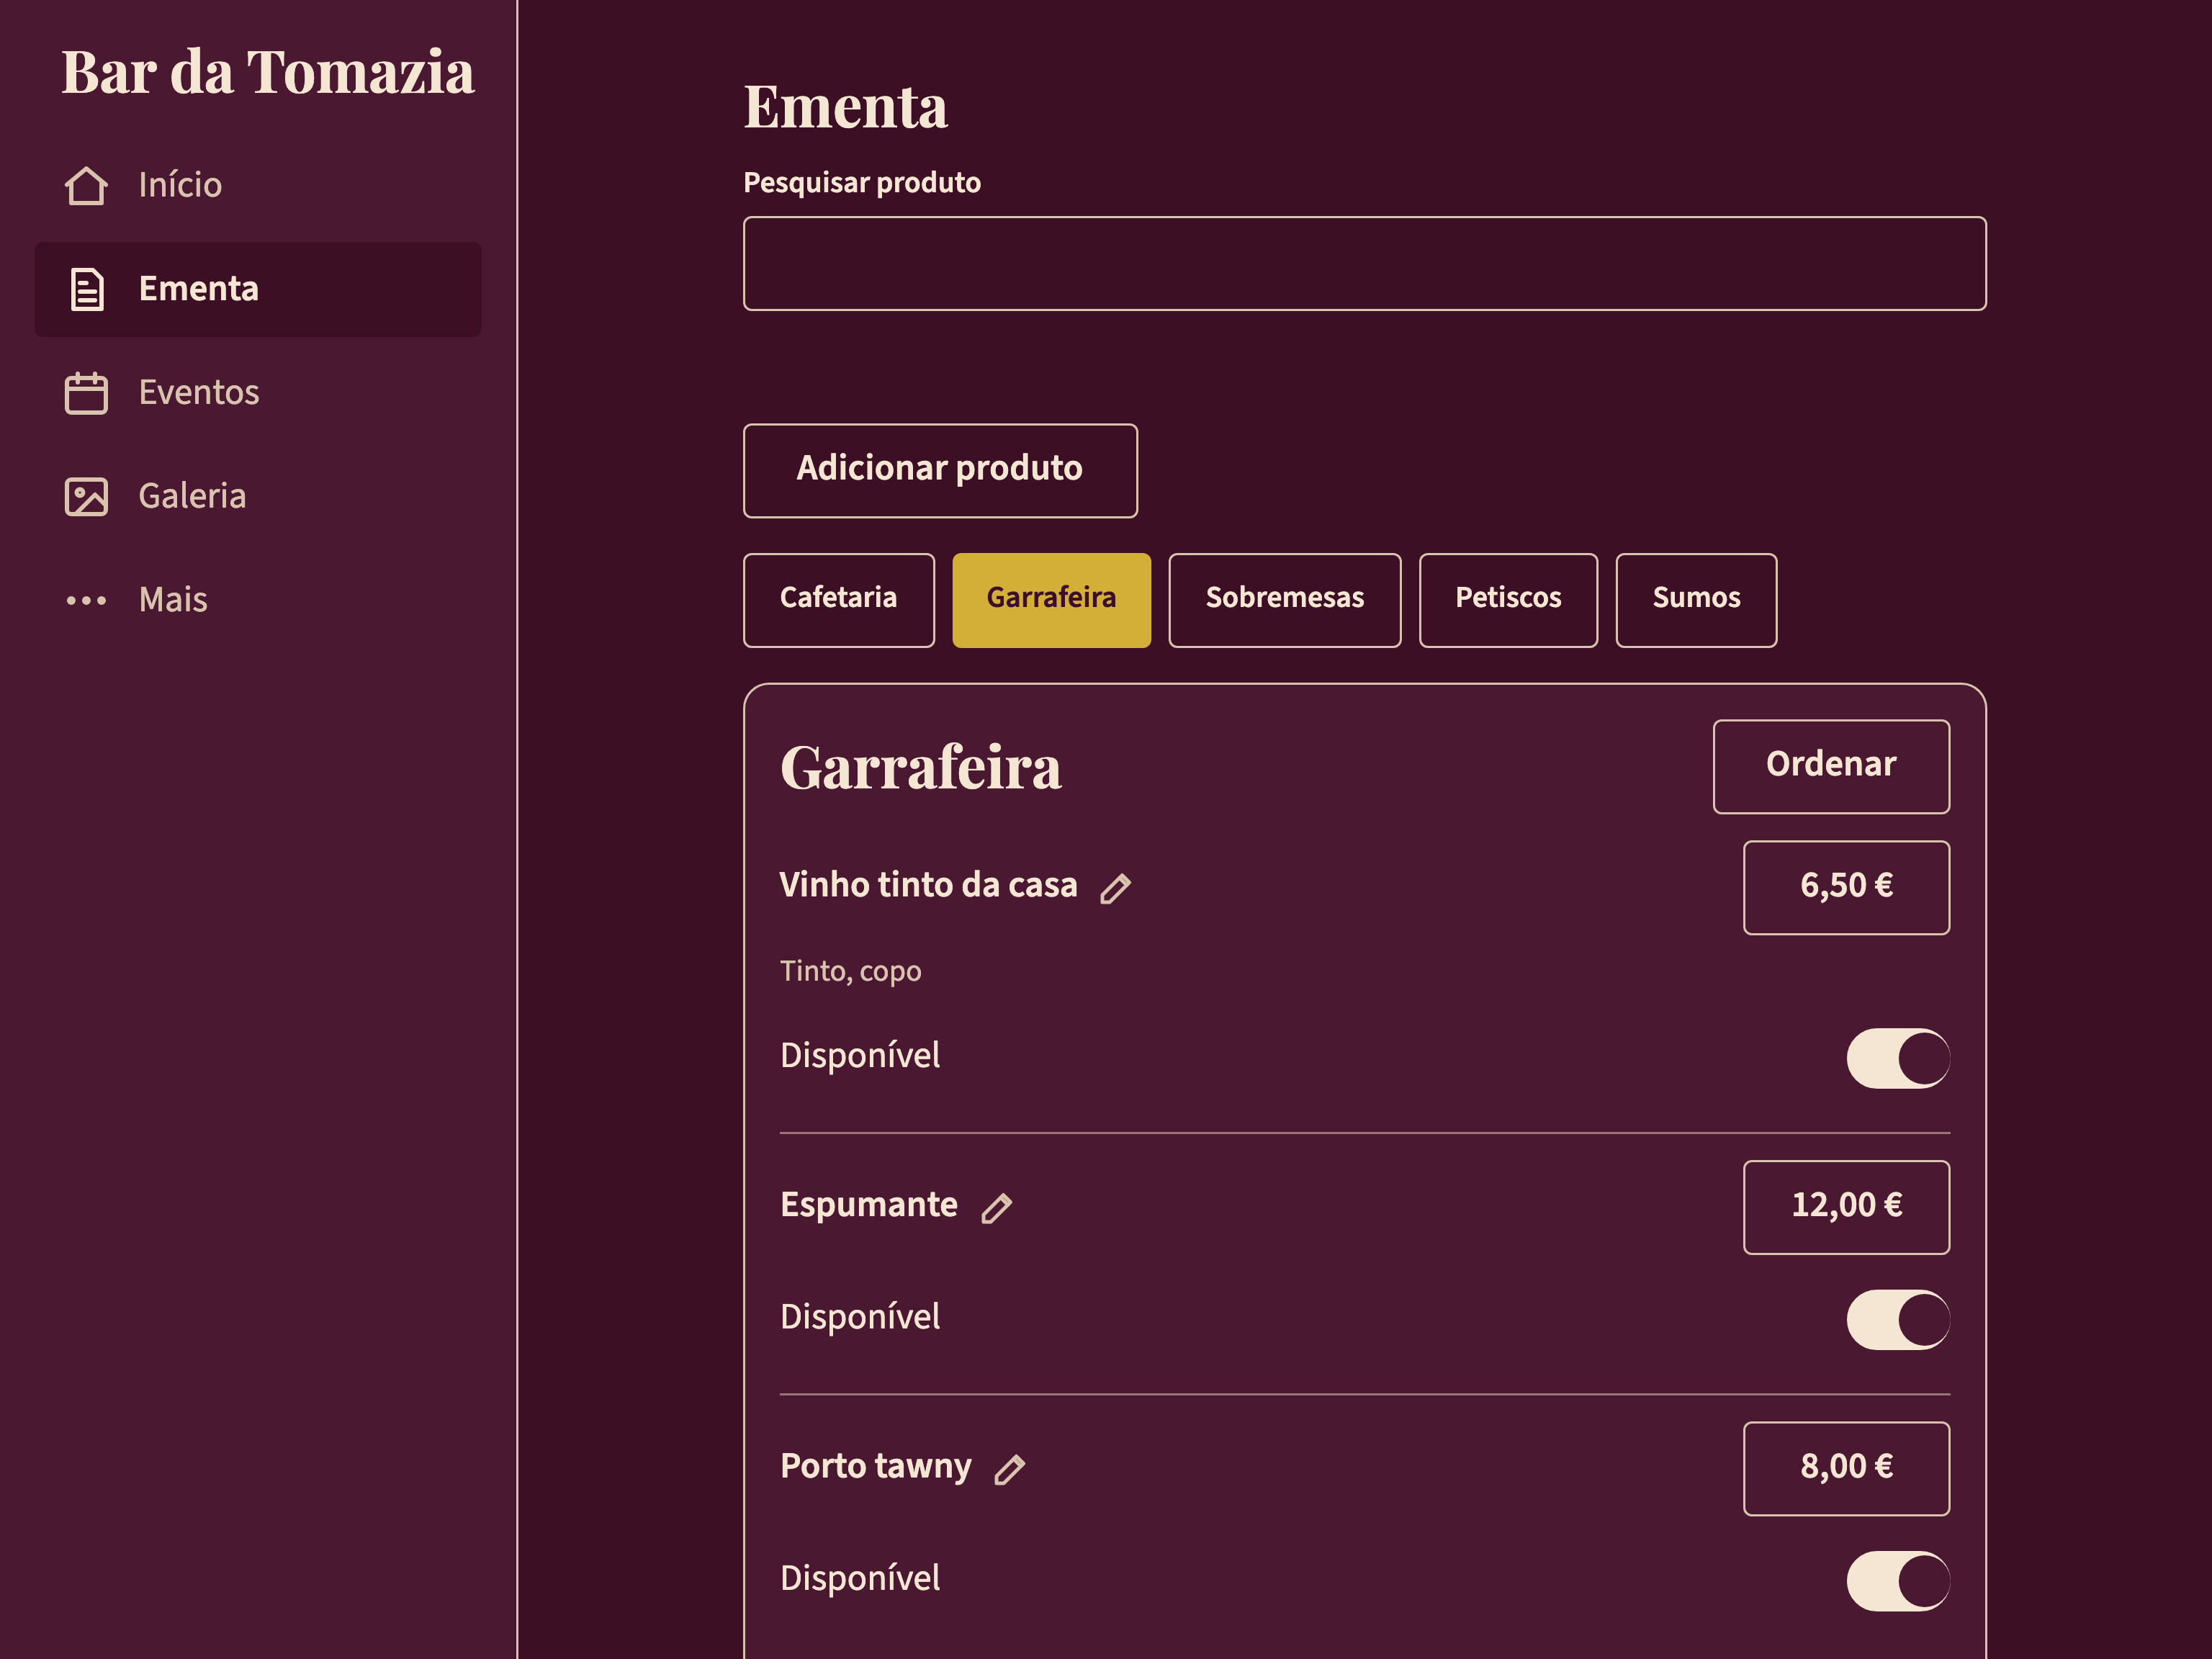 Bar da Tomazia
Início
Ementa
Eventos
Galeria
Mais
Ementa
Pesquisar produto
Adicionar produto
Cafetaria
Garrafeira
Sobremesas
Petiscos
Sumos
Garrafeira
Ordenar
Vinho tinto da casa
6,50 €
Tinto, copo
Disponível
Espumante
12,00 €
Disponível
Porto tawny
8,00 €
Disponível